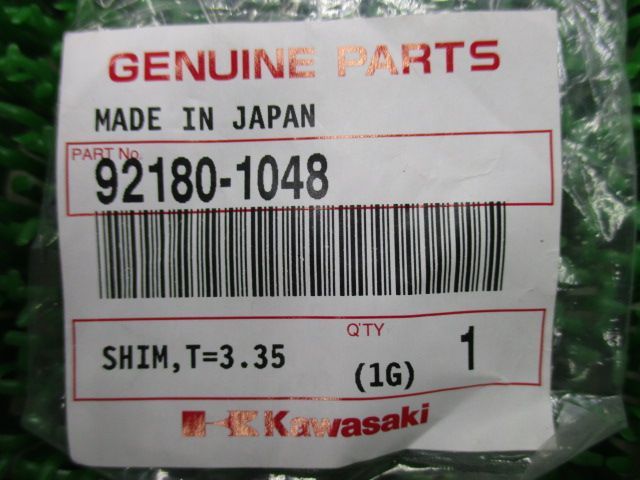 GENUINE PARTS
MADE IN JAPAN
PART No.
92180-1048
Q'TY
SHIM,T=3.35
(1G) 1
Kawasaki